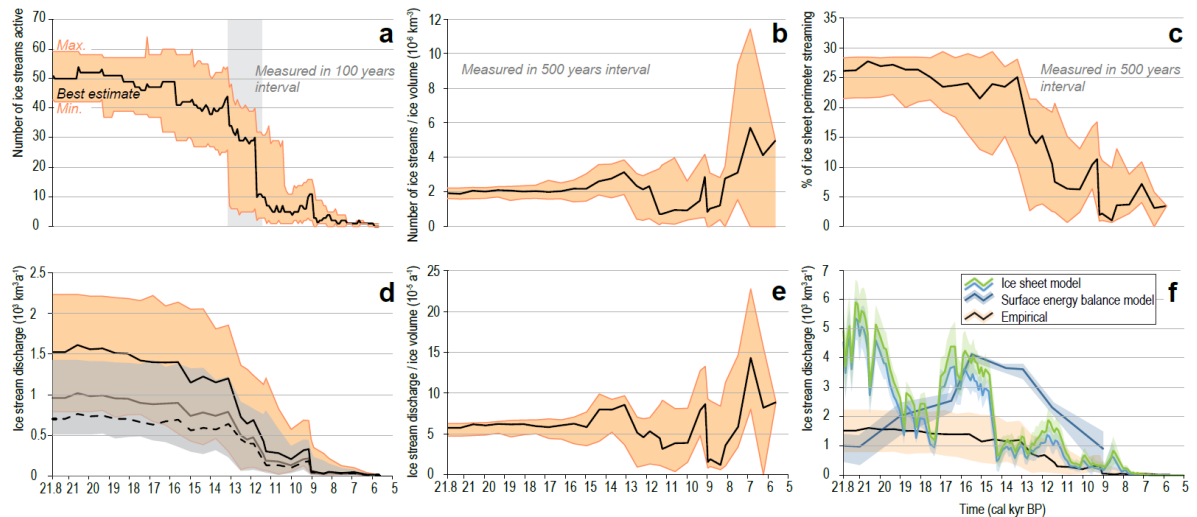 a
Number of ice streams active
70
60
50
40
30
20
10
0
Max.
Best estimate
Min.
Measured in 100 years
interval
b
Number of ice streams / ice volume (10⁻⁶ km³)
12
10
8
6
4
2
0
Measured in 500 years interval
c
% of ice sheet perimeter streaming
35
30
25
20
15
10
5
0
Measured in 500 years
interval
d
Ice stream discharge (10³ km³a⁻¹)
2.5
2
1.5
1
0.5
0
21.8 21 20 19 18 17 16 15 14 13 12 11 10 9 8 7 6 5
e
Ice stream discharge / ice volume (10⁻⁵ a⁻¹)
25
20
15
10
5
0
21.8 21 20 19 18 17 16 15 14 13 12 11 10 9 8 7 6 5
f
Ice stream discharge (10³ km³a⁻¹)
7
6
5
4
3
2
1
0
Ice sheet model
Surface energy balance model
Empirical
21.8 21 20 19 18 17 16 15 14 13 12 11 10 9 8 7 6 5
Time (cal kyr BP)